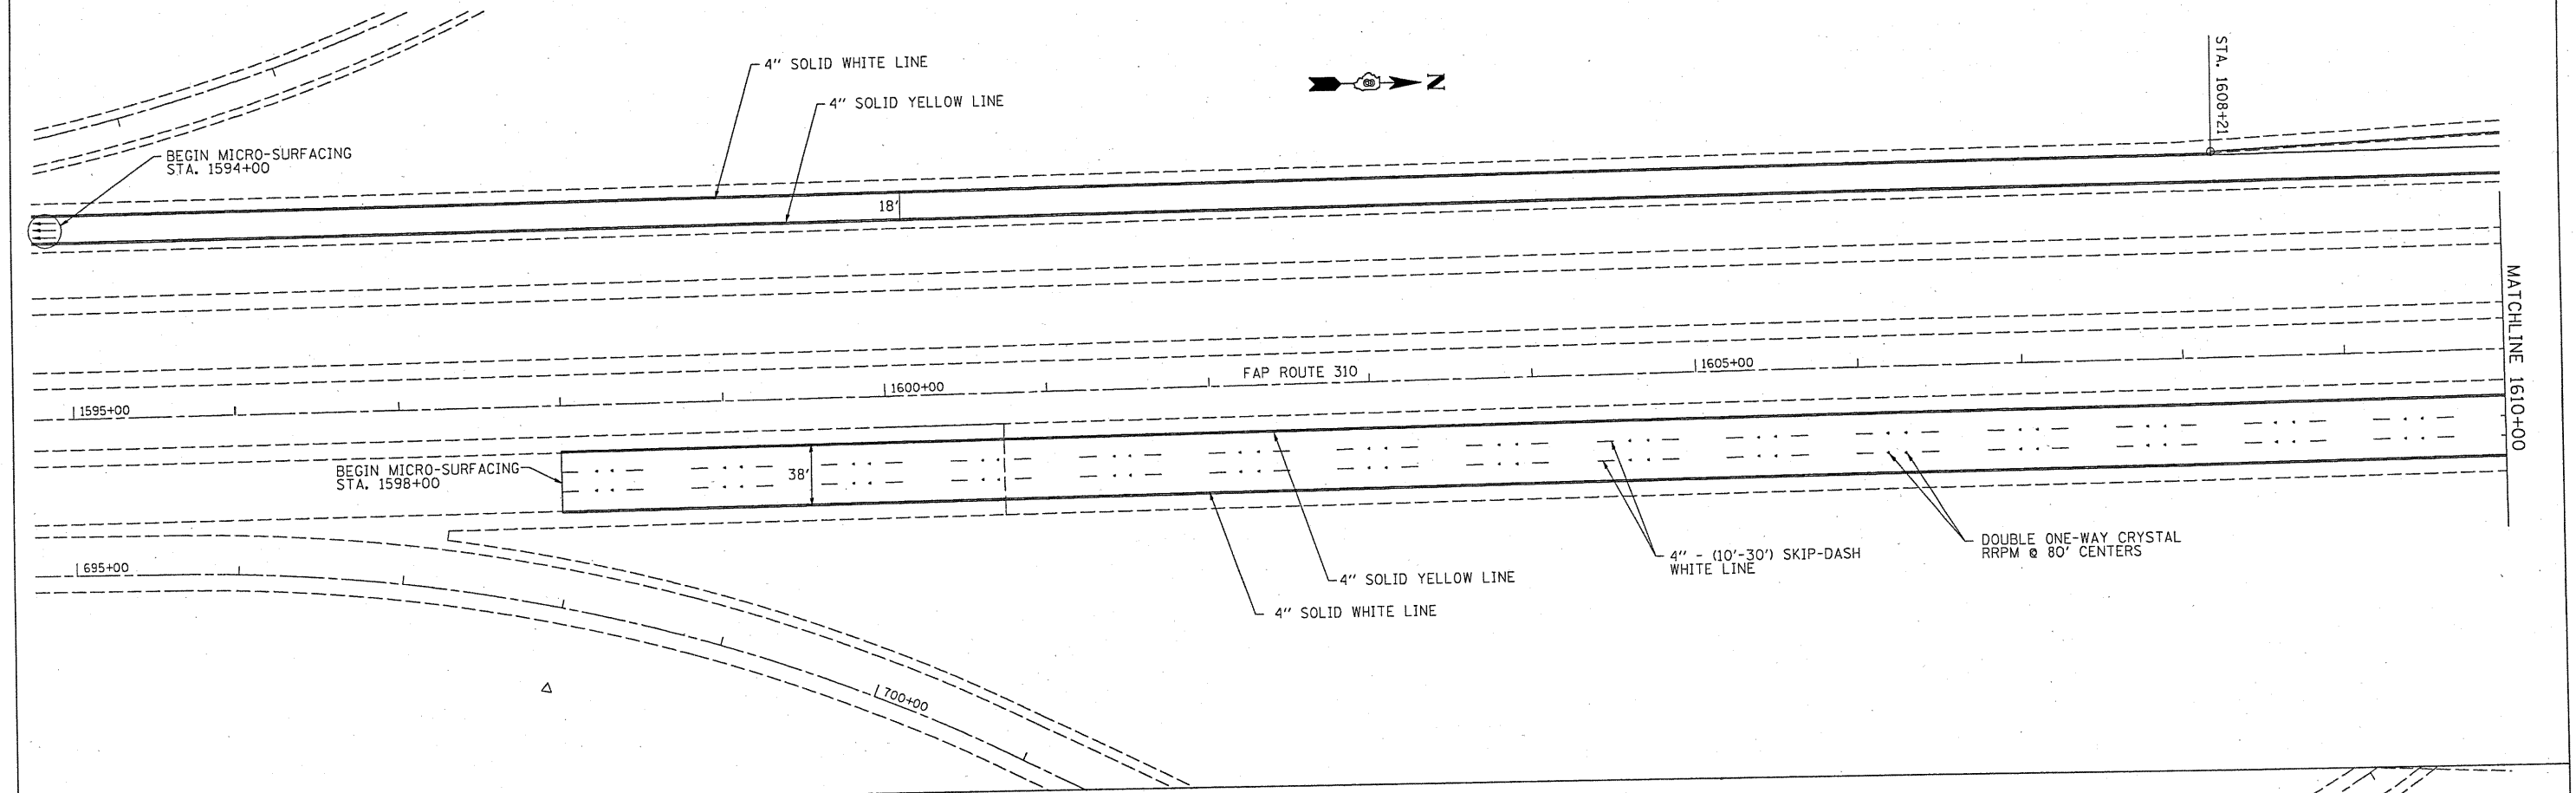 4" SOLID WHITE LINE
4" SOLID YELLOW LINE
N
STA. 1608+21
BEGIN MICRO-SURFACING
STA. 1594+00
18'
MATCHLINE 1610+00
FAP ROUTE 310
1605+00
1600+00
1595+00
BEGIN MICRO-SURFACING
STA. 1598+00
38'
4" - (10'-30') SKIP-DASH
WHITE LINE
DOUBLE ONE-WAY CRYSTAL
RRPM @ 80' CENTERS
695+00
4" SOLID YELLOW LINE
4" SOLID WHITE LINE
700+00